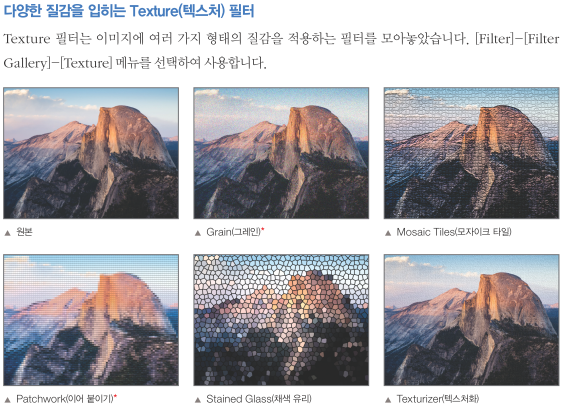 다양한 질감을 입히는 Texture(텍스처) 필터
Texture 필터는 이미지에 여러 가지 형태의 질감을 적용하는 필터를 모아놓았습니다. [Filter]-[Filter
Gallery]-[Texture] 메뉴를 선택하여 사용합니다.
▲ 원본
▲ Grain(그레인)*
▲ Mosaic Tiles(모자이크 타일)
▲ Patchwork(이어 붙이기)*
▲ Stained Glass(채색 유리)
▲ Texturizer(텍스처화)